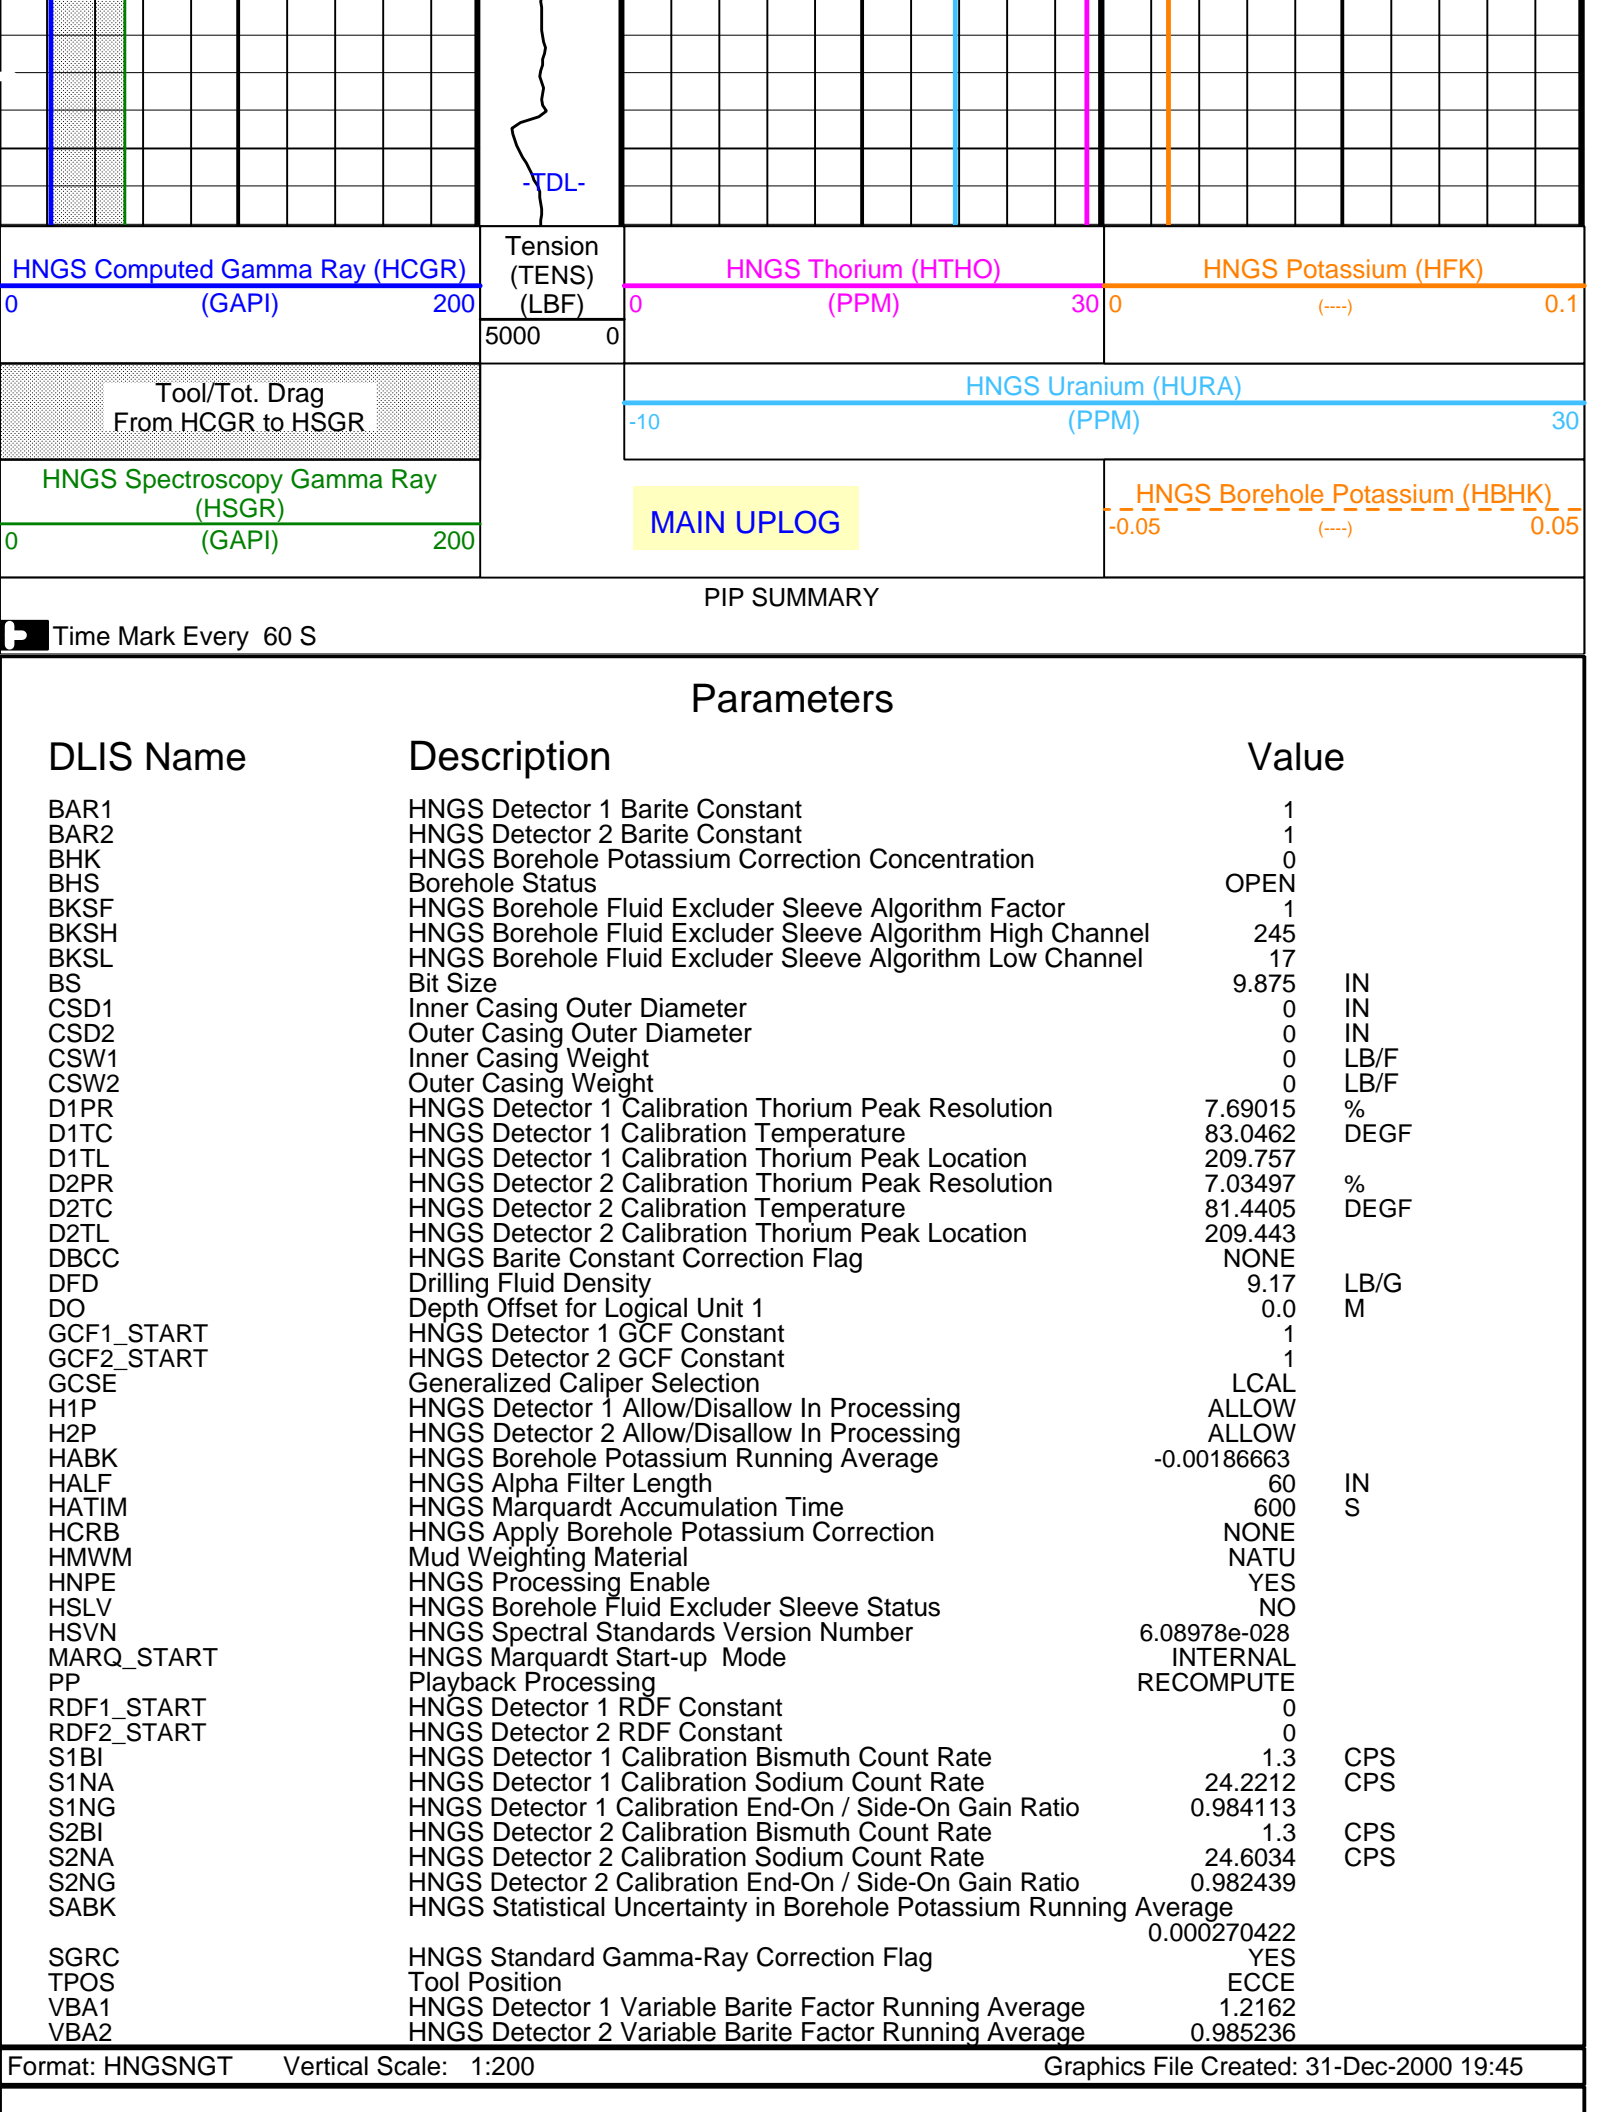 -TDL-
HNGS Computed Gamma Ray (HCGR)
0 (GAPI) 200
Tension
(TENS)
(LBF)
5000 0
HNGS Thorium (HTHO)
0 (PPM) 30
HNGS Potassium (HFK)
0 (----) 0.1
Tool/Tot. Drag
From HCGR to HSGR
HNGS Uranium (HURA)
-10 (PPM) 30
HNGS Spectroscopy Gamma Ray
(HSGR)
0 (GAPI) 200
MAIN UPLOG
HNGS Borehole Potassium (HBHK)
-0.05 (----) 0.05
PIP SUMMARY
Time Mark Every 60 S
Parameters
DLIS Name Description Value
BAR1 HNGS Detector 1 Barite Constant 1
BAR2 HNGS Detector 2 Barite Constant 1
BHK HNGS Borehole Potassium Correction Concentration 0
BHS Borehole Status OPEN
BKSF HNGS Borehole Fluid Excluder Sleeve Algorithm Factor 1
BKSH HNGS Borehole Fluid Excluder Sleeve Algorithm High Channel 245
BKSL HNGS Borehole Fluid Excluder Sleeve Algorithm Low Channel 17
BS Bit Size 9.875 IN
CSD1 Inner Casing Outer Diameter 0 IN
CSD2 Outer Casing Outer Diameter 0 IN
CSW1 Inner Casing Weight 0 LB/F
CSW2 Outer Casing Weight 0 LB/F
D1PR HNGS Detector 1 Calibration Thorium Peak Resolution 7.69015 %
D1TC HNGS Detector 1 Calibration Temperature 83.0462 DEGF
D1TL HNGS Detector 1 Calibration Thorium Peak Location 209.757
D2PR HNGS Detector 2 Calibration Thorium Peak Resolution 7.03497 %
D2TC HNGS Detector 2 Calibration Temperature 81.4405 DEGF
D2TL HNGS Detector 2 Calibration Thorium Peak Location 209.443
DBCC HNGS Barite Constant Correction Flag NONE
DFD Drilling Fluid Density 9.17 LB/G
DO Depth Offset for Logical Unit 1 0.0 M
GCF1_START HNGS Detector 1 GCF Constant 1
GCF2_START HNGS Detector 2 GCF Constant 1
GCSE Generalized Caliper Selection LCAL
H1P HNGS Detector 1 Allow/Disallow In Processing ALLOW
H2P HNGS Detector 2 Allow/Disallow In Processing ALLOW
HABK HNGS Borehole Potassium Running Average -0.00186663
HALF HNGS Alpha Filter Length 60 IN
HATIM HNGS Marquardt Accumulation Time 600 S
HCRB HNGS Apply Borehole Potassium Correction NONE
HMWM Mud Weighting Material NATU
HNPE HNGS Processing Enable YES
HSLV HNGS Borehole Fluid Excluder Sleeve Status NO
HSVN HNGS Spectral Standards Version Number 6.08978e-028
MARQ_START HNGS Marquardt Start-up Mode INTERNAL
PP Playback Processing RECOMPUTE
RDF1_START HNGS Detector 1 RDF Constant 0
RDF2_START HNGS Detector 2 RDF Constant 0
S1BI HNGS Detector 1 Calibration Bismuth Count Rate 1.3 CPS
S1NA HNGS Detector 1 Calibration Sodium Count Rate 24.2212 CPS
S1NG HNGS Detector 1 Calibration End-On / Side-On Gain Ratio 0.984113
S2BI HNGS Detector 2 Calibration Bismuth Count Rate 1.3 CPS
S2NA HNGS Detector 2 Calibration Sodium Count Rate 24.6034 CPS
S2NG HNGS Detector 2 Calibration End-On / Side-On Gain Ratio 0.982439
SABK HNGS Statistical Uncertainty in Borehole Potassium Running Average
0.000270422
SGRC HNGS Standard Gamma-Ray Correction Flag YES
TPOS Tool Position ECCE
VBA1 HNGS Detector 1 Variable Barite Factor Running Average 1.2162
VBA2 HNGS Detector 2 Variable Barite Factor Running Average 0.985236
Format: HNGSNGT Vertical Scale: 1:200 Graphics File Created: 31-Dec-2000 19:45